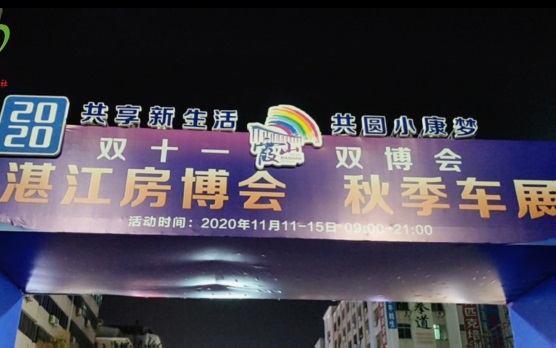 2020
共享新生活 共圆小康梦
双十一 双博会
湛江房博会 秋季车展
活动时间：2020年11月11-15日 09:00-21:00
拳道